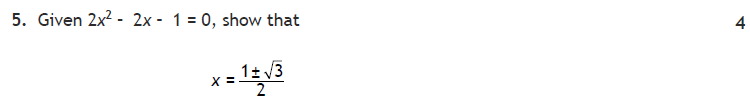 5. Given 2x² - 2x - 1 = 0, show that 4
x = 1 ± √3 / 2